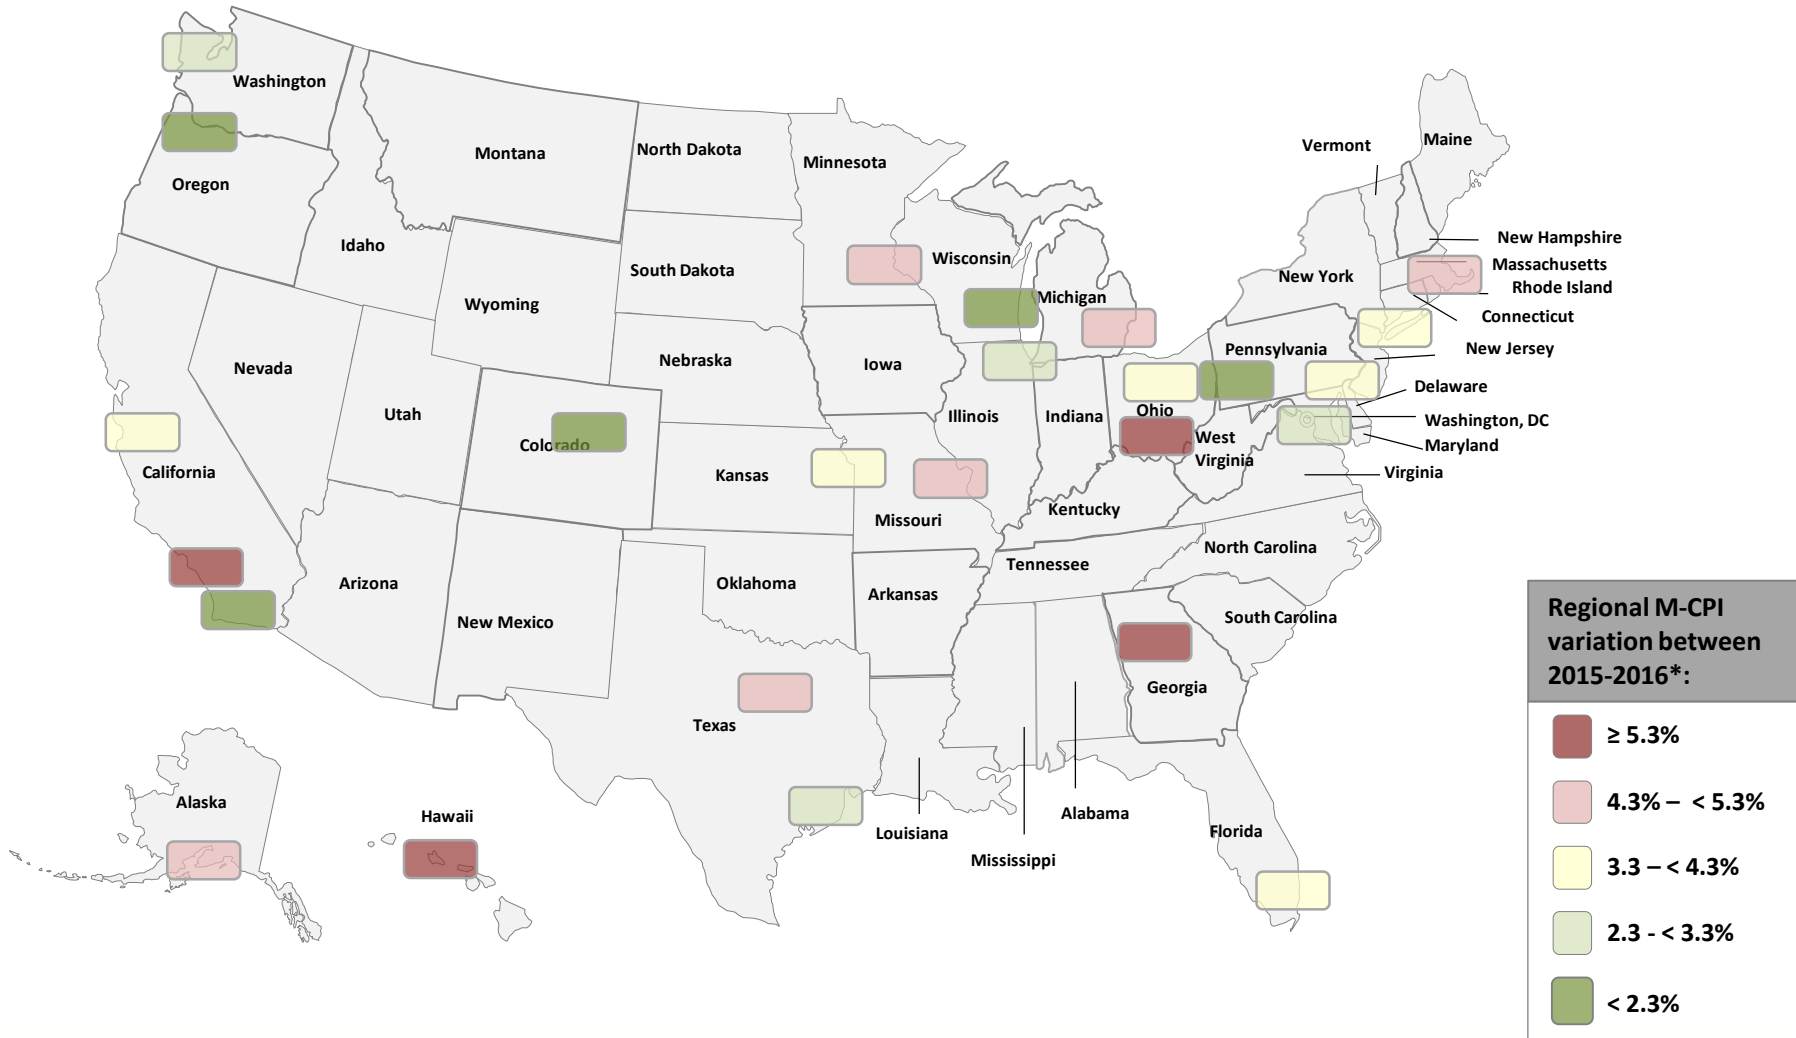 Washington
Montana
North Dakota
Minnesota
Vermont
Maine
Oregon
Idaho
Wisconsin
New Hampshire
South Dakota
New York
Massachusetts
Rhode Island
Wyoming
Michigan
Connecticut
New Jersey
Nebraska
Iowa
Pennsylvania
Nevada
Delaware
Utah
Colorado
Illinois
Indiana
Ohio
Washington, DC
Maryland
West
Virginia
California
Kansas
Virginia
Missouri
Kentucky
North Carolina
Arizona
Oklahoma
Tennessee
Arkansas
New Mexico
South Carolina
Georgia
Texas
Alaska
Hawaii
Louisiana
Mississippi
Alabama
Florida
Regional M-CPI
variation between
2015-2016*:
≥ 5.3%
4.3% – < 5.3%
3.3 – < 4.3%
2.3 - < 3.3%
< 2.3%